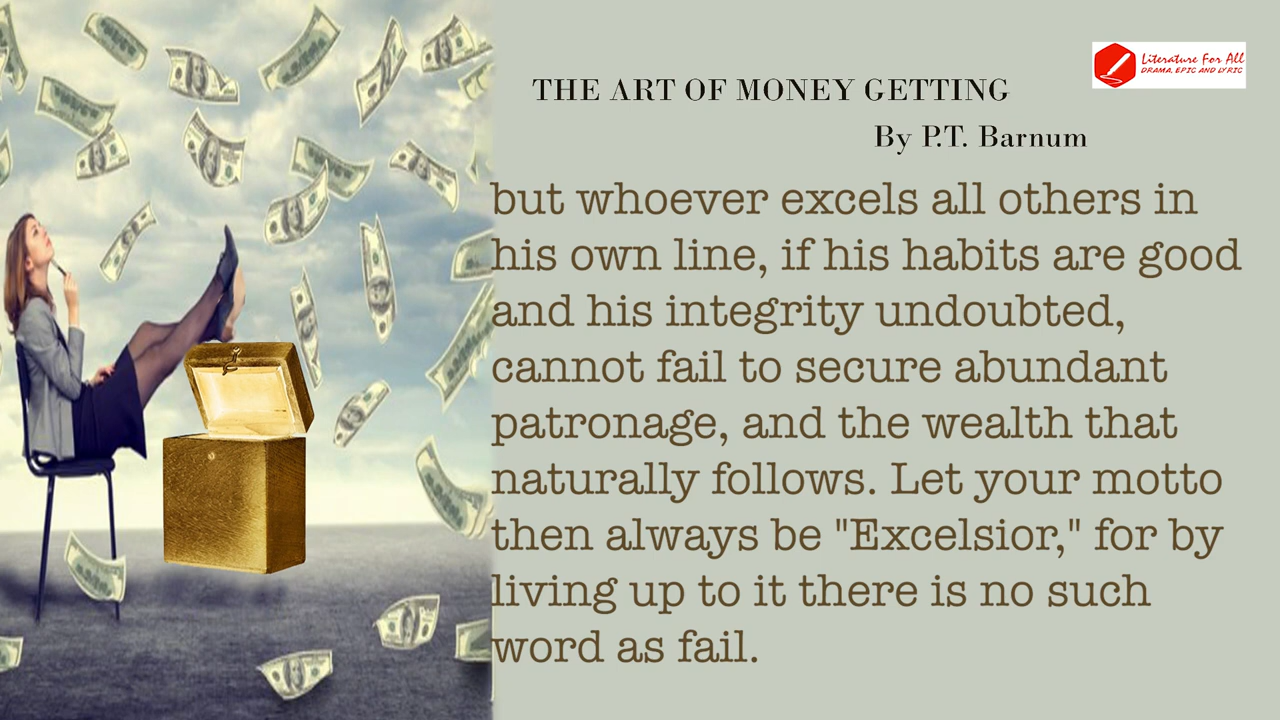 THE ART OF MONEY GETTING
Literature For All
DRAMA, EPIC AND LYRIC
By P.T. Barnum
but whoever excels all others in
his own line, if his habits are good
and his integrity undoubted,
cannot fail to secure abundant
patronage, and the wealth that
naturally follows. Let your motto
then always be "Excelsior," for by
living up to it there is no such
word as fail.